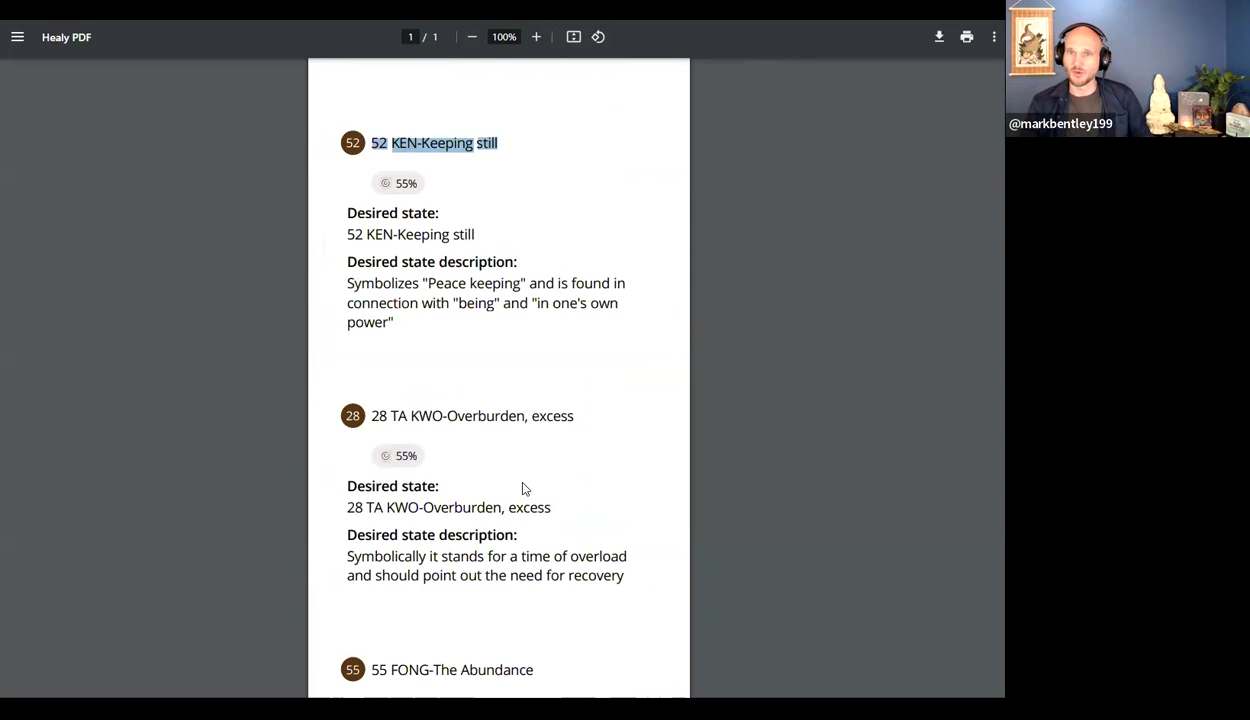 Healy PDF
1 / 1
100%
@markbentley199
52 52 KEN-Keeping still
55%
Desired state:
52 KEN-Keeping still
Desired state description:
Symbolizes "Peace keeping" and is found in
connection with "being" and "in one's own
power"
28 28 TA KWO-Overburden, excess
55%
Desired state:
28 TA KWO-Overburden, excess
Desired state description:
Symbolically it stands for a time of overload
and should point out the need for recovery
55 55 FONG-The Abundance